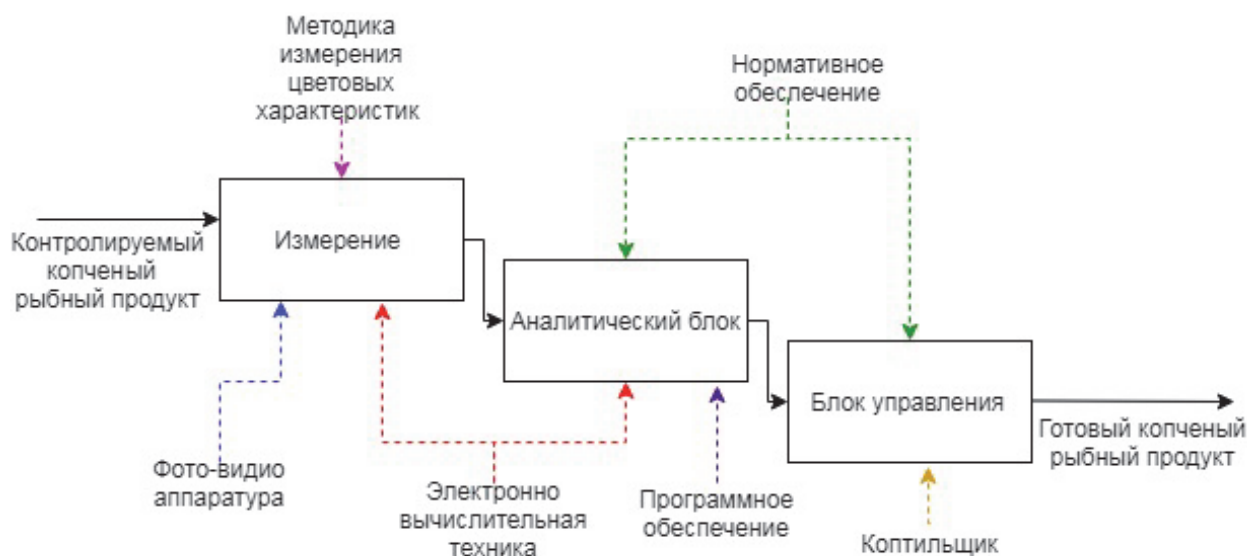 Методика
измерения
цветовых
характеристик
Нормативное
обеспечение
Измерение
Контролируемый
копченый
рыбный продукт
Аналитический блок
Блок управления
Готовый копченый
рыбный продукт
Фото-видио
аппаратура
Электронно
вычислительная
техника
Программное
обеспечение
Коптильщик